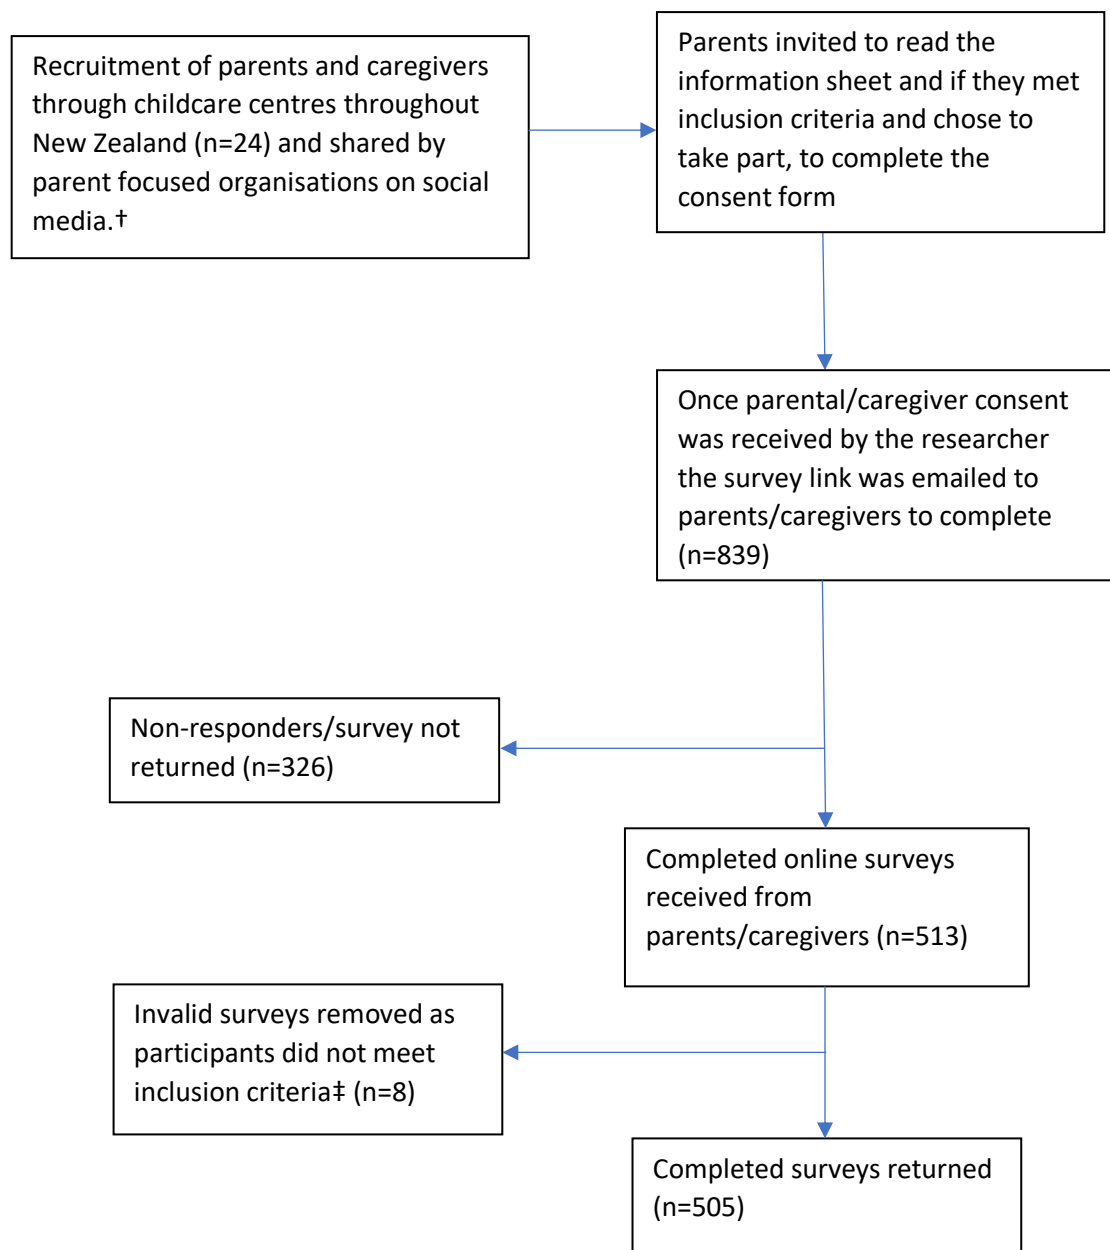 Recruitment of parents and caregivers
through childcare centres throughout
New Zealand (n=24) and shared by
parent focused organisations on social
media.†
Parents invited to read the
information sheet and if they met
inclusion criteria and chose to
take part, to complete the
consent form
Once parental/caregiver consent
was received by the researcher
the survey link was emailed to
parents/caregivers to complete
(n=839)
Non-responders/survey not
returned (n=326)
Completed online surveys
received from
parents/caregivers (n=513)
Invalid surveys removed as
participants did not meet
inclusion criteria‡ (n=8)
Completed surveys returned
(n=505)